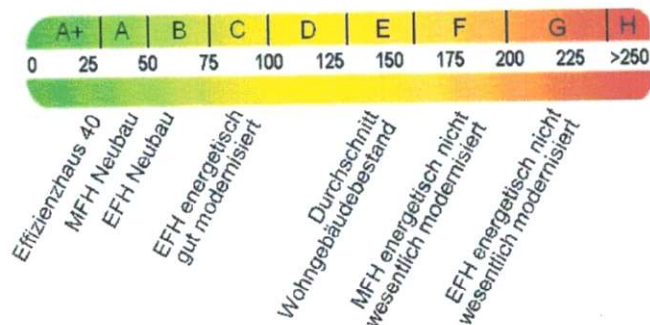 A+ A B C D E F G H
0 25 50 75 100 125 150 175 200 225 >250
Effizienzhaus 40
MFH Neubau
EFH Neubau
EFH energetisch
gut modernisiert
Durchschnitt
Wohngebäudebestand
MFH energetisch nicht
wesentlich modernisiert
EFH energetisch nicht
wesentlich modernisiert